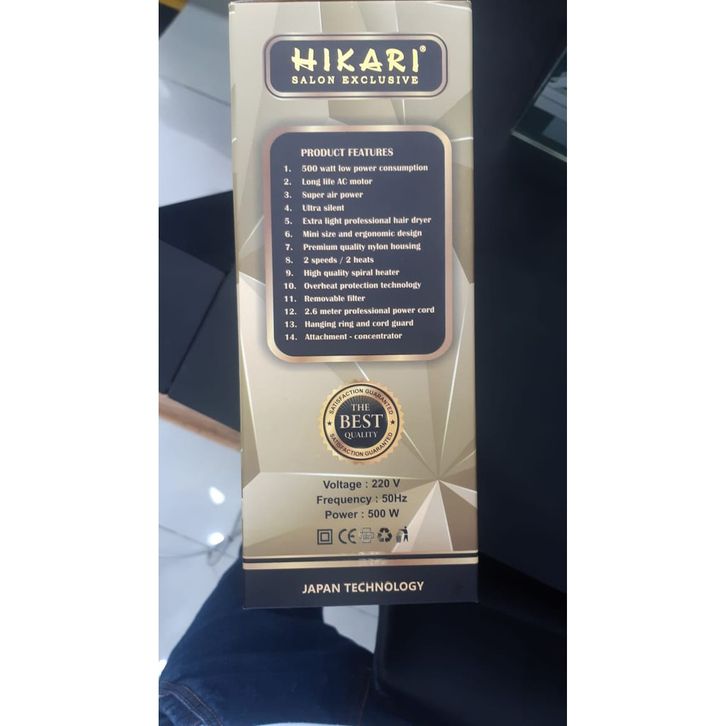 HIKARI®
SALON EXCLUSIVE
PRODUCT FEATURES
1. 500 watt low power consumption
2. Long life AC motor
3. Super air power
4. Ultra silent
5. Extra light professional hair dryer
6. Mini size and ergonomic design
7. Premium quality nylon housing
8. 2 speeds / 2 heats
9. High quality spiral heater
10. Overheat protection technology
11. Removable filter
12. 2.6 meter professional power cord
13. Hanging ring and cord guard
14. Attachment - concentrator
SATISFACTION GUARANTEED
THE
BEST
QUALITY
SATISFACTION GUARANTEED
Voltage : 220 V
Frequency : 50Hz
Power : 500 W
CE
JAPAN TECHNOLOGY